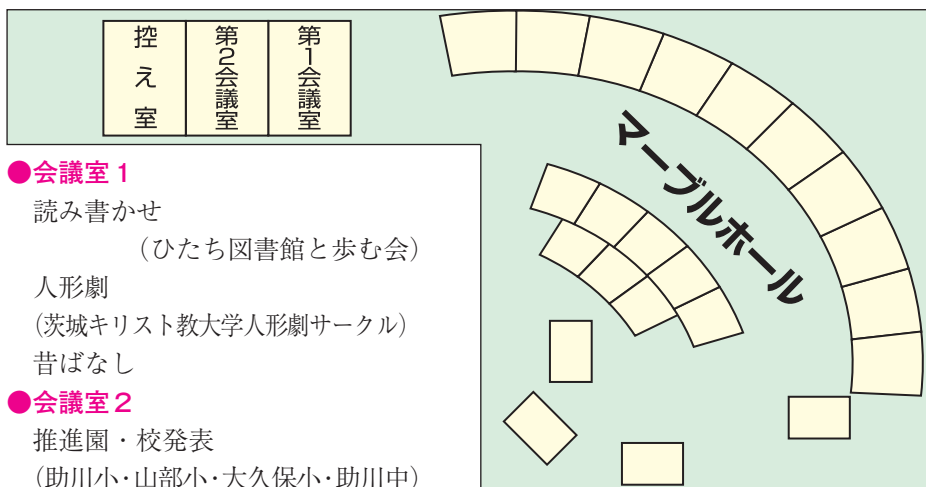 控え室
第2会議室
第1会議室
マーブルホール
●会議室1
読み書かせ
（ひたち図書館と歩む会）
人形劇
(茨城キリスト教大学人形劇サークル)
昔ばなし
●会議室2
推進園・校発表
(助川小・山部小・大久保小・助川中)